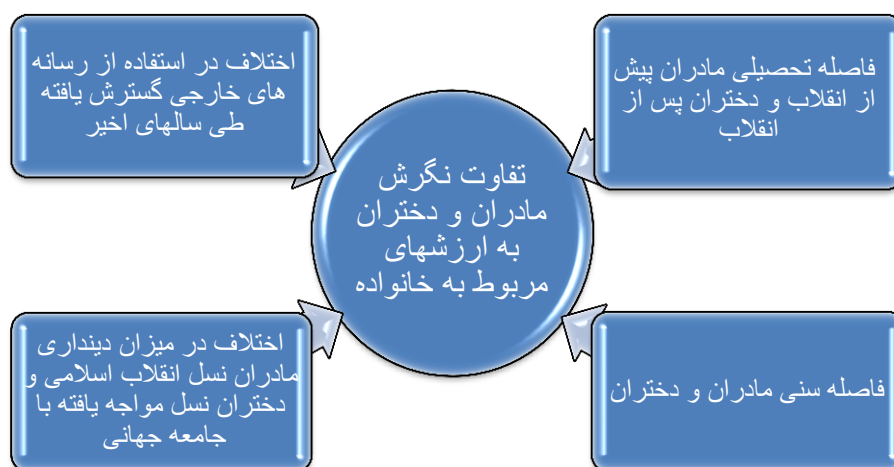 فاصله تحصیلی مادران پیش
از انقلاب و دختران پس از
انقلاب
اختلاف در استفاده از رسانه
های خارجی گسترش یافته
طی سالهای اخیر
تفاوت نگرش
مادران و دختران
به ارزشهای
مربوط به خانواده
فاصله سنی مادران و دختران
اختلاف در میزان دینداری
مادران نسل انقلاب اسلامی و
دختران نسل مواجه یافته با
جامعه جهانی